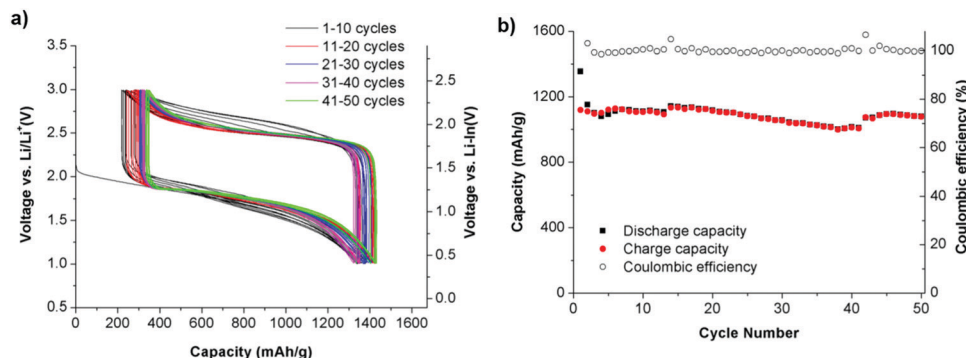 a)
1-10 cycles
11-20 cycles
21-30 cycles
31-40 cycles
41-50 cycles
Voltage vs. Li/Li⁺(V)
3.5
3.0
2.5
2.0
1.5
1.0
0.5
Voltage vs. Li-In(V)
2.5
2.0
1.5
1.0
0.5
0.0
0 200 400 600 800 1000 1200 1400 1600
Capacity (mAh/g)
b)
Capacity (mAh/g)
1600
1280
960
640
320
0
Coulombic efficiency (%)
100
80
60
40
20
0
Discharge capacity
Charge capacity
Coulombic efficiency
0 10 20 30 40 50
Cycle Number